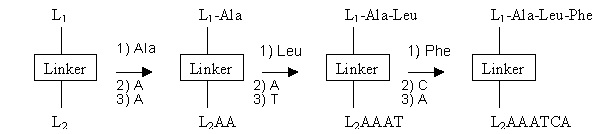 L₁ L₁-Ala L₁-Ala-Leu L₁-Ala-Leu-Phe
1) Ala 1) Leu 1) Phe
Linker Linker Linker Linker
2) A 2) A 2) C
3) A 3) T 3) A
L₂ L₂AA L₂AAAT L₂AAATCA